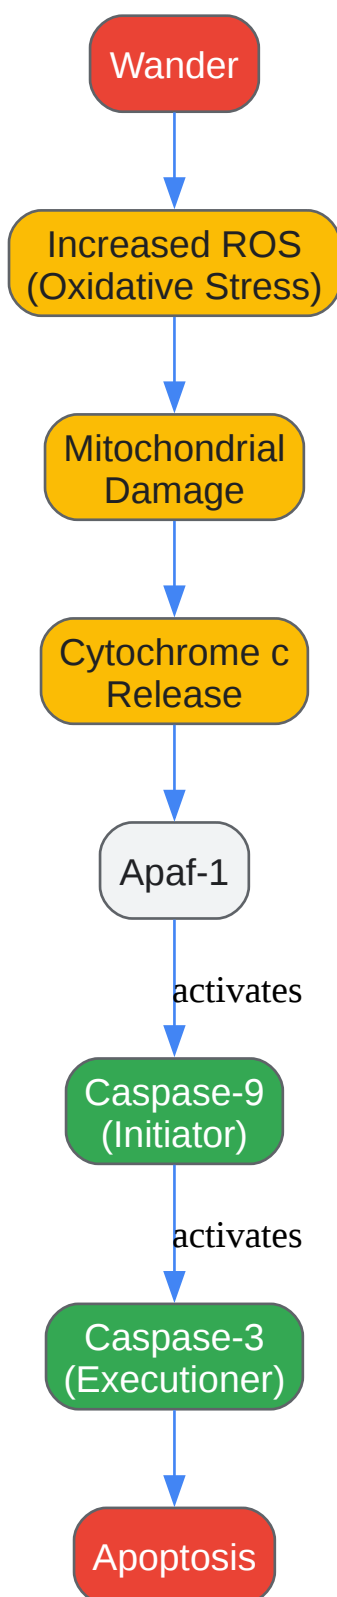 Wander
Increased ROS
(Oxidative Stress)
Mitochondrial
Damage
Cytochrome c
Release
Apaf-1
activates
Caspase-9
(Initiator)
activates
Caspase-3
(Executioner)
Apoptosis